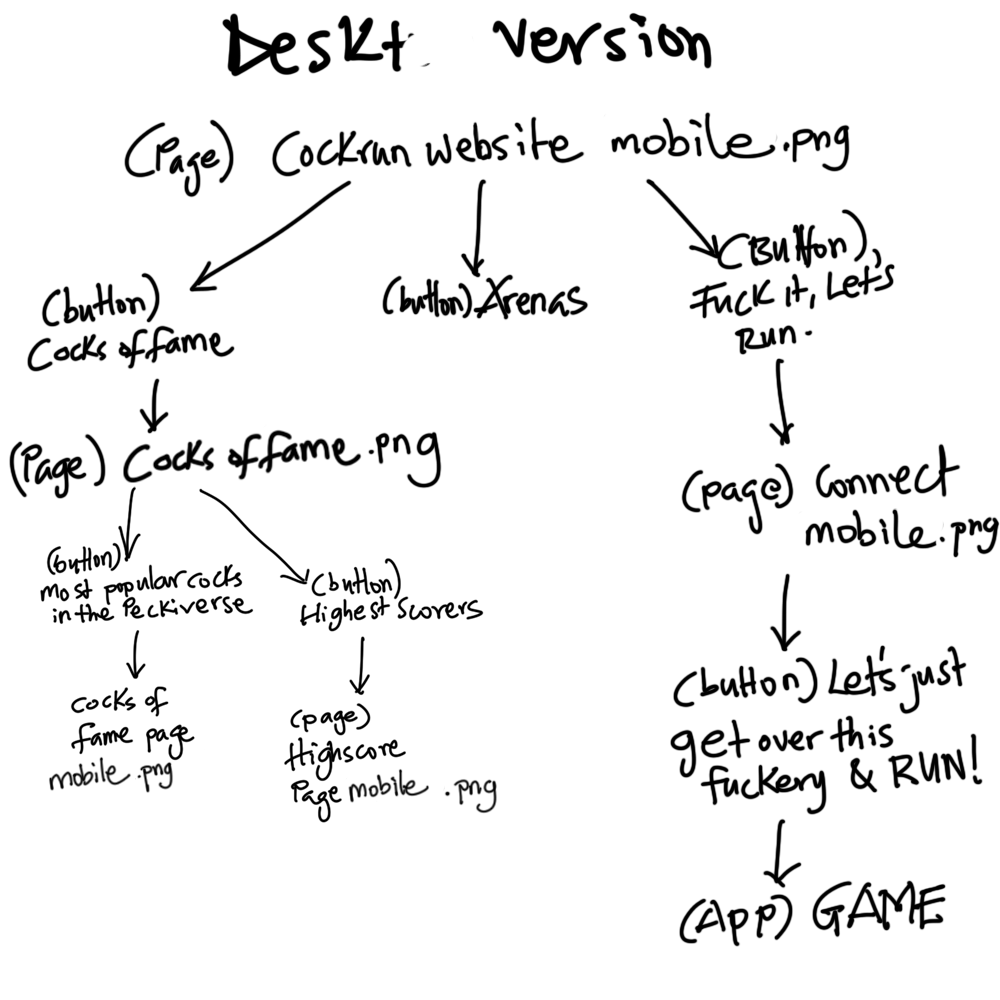 Deskt version
(Page) Cockrun website mobile.png
(button)
Cocks of fame
(button) Arenas
(Button),
Fuck it, Let's
Run.
(Page) Cocks of fame.png
(page) Connect
mobile.png
(button)
Most popular cocks
in the Peckiverse
(button)
Highest Scorers
cocks of
fame page
mobile.png
(page)
Highscore
Page mobile .png
(button) Let's just
get over this
fuckery & RUN!
(App) GAME